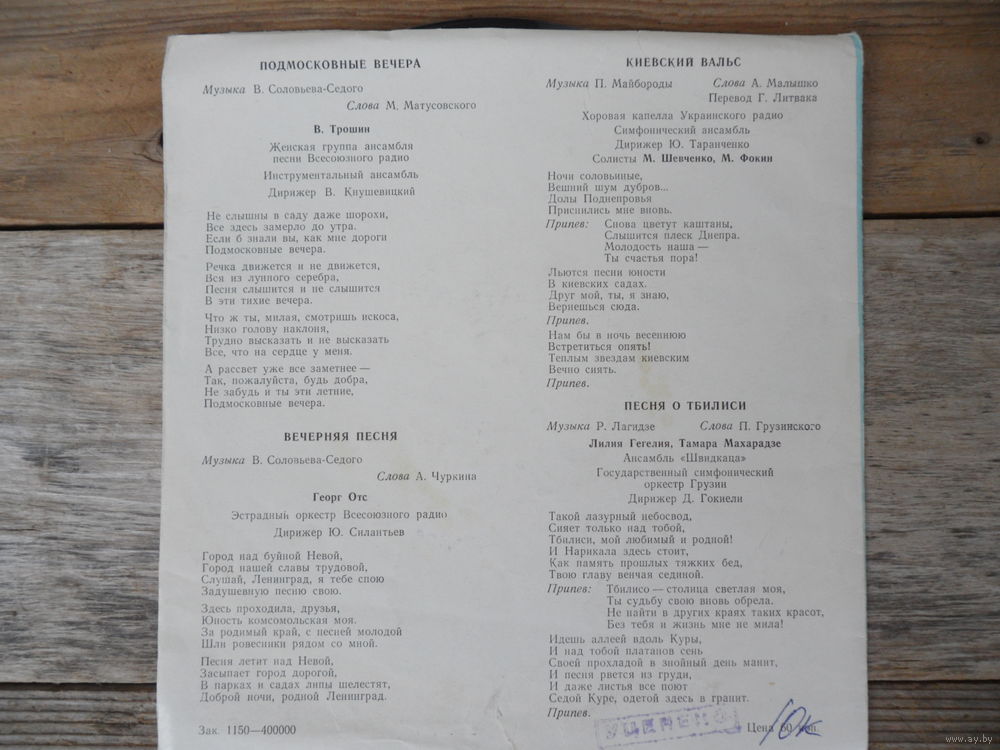 ПОДМОСКОВНЫЕ ВЕЧЕРА
Музыка В. Соловьева-Седого
Слова М. Матусовского
В. Трошин
Женская группа ансамбля
песни Всесоюзного радио
Инструментальный ансамбль
Дирижер В. Кнушевицкий
Не слышны в саду даже шорохи,
Все здесь замерло до утра.
Если б знали вы, как мне дороги
Подмосковные вечера.
Речка движется и не движется,
Вся из лунного серебра,
Песня слышится и не слышится
В эти тихие вечера.
Что ж ты, милая, смотришь искоса,
Низко голову наклоня,
Трудно высказать и не высказать
Все, что на сердце у меня.
А рассвет уже все заметнее —
Так, пожалуйста, будь добра,
Не забудь и ты эти летние,
Подмосковные вечера.
ВЕЧЕРНЯЯ ПЕСНЯ
Музыка В. Соловьева-Седого
Слова А. Чуркина
Георг Отс
Эстрадный оркестр Всесоюзного радио
Дирижер Ю. Силантьев
Город над буйной Невой,
Город нашей славы трудовой,
Слушай, Ленинград, я тебе спою
Задушевную песню свою.
Здесь проходила, друзья,
Юность комсомольская моя.
За родимый край, с песней молодой
Шли ровесники рядом со мной.
Песня летит над Невой,
Засыпает город дорогой,
В парках и садах липы шелестят,
Доброй ночи, родной Ленинград.
Зак. 1150—400000
КИЕВСКИЙ ВАЛЬС
Музыка П. Майбороды Слова А. Малышко
Перевод Г. Литвака
Хоровая капелла Украинского радио
Симфонический ансамбль
Дирижер Ю. Таранченко
Солисты М. Шевченко, М. Фокин
Ночи соловьиные,
Вешний шум дубров...
Долы Поднепровья
Приснились мне вновь.
Припев: Снова цветут каштаны,
Слышится плеск Днепра.
Молодость наша —
Ты счастья пора!
Льются песни юности
В киевских садах.
Друг мой, ты, я знаю,
Вернешься сюда.
Припев.
Нам бы в ночь весеннюю
Встретиться опять!
Теплым звездам киевским
Вечно сиять.
Припев.
ПЕСНЯ О ТБИЛИСИ
Музыка Р. Лагидзе Слова П. Грузинского
Лилия Гегелия, Тамара Махарадзе
Ансамбль «Швидкаца»
Государственный симфонический
оркестр Грузии
Дирижер Д. Гокиели
Такой лазурный небосвод,
Сияет только над тобой,
Тбилиси, мой любимый и родной!
И Нарикала здесь стоит,
Как память прошлых тяжких бед,
Твою главу венчая сединой.
Припев: Тбилисо — столица светлая моя,
Ты судьбу свою вновь обрела.
Не найти в других краях таких красот,
Без тебя и жизнь мне не мила!
Идешь аллеей вдоль Куры,
И над тобой платанов сень
Своей прохладой в знойный день манит,
И песня рвется из груди,
И даже листья все поют
Седой Куре, одетой здесь в гранит.
Припев.
УЦЕНЕНО
Цена 60 коп.
10к
www.ay.by